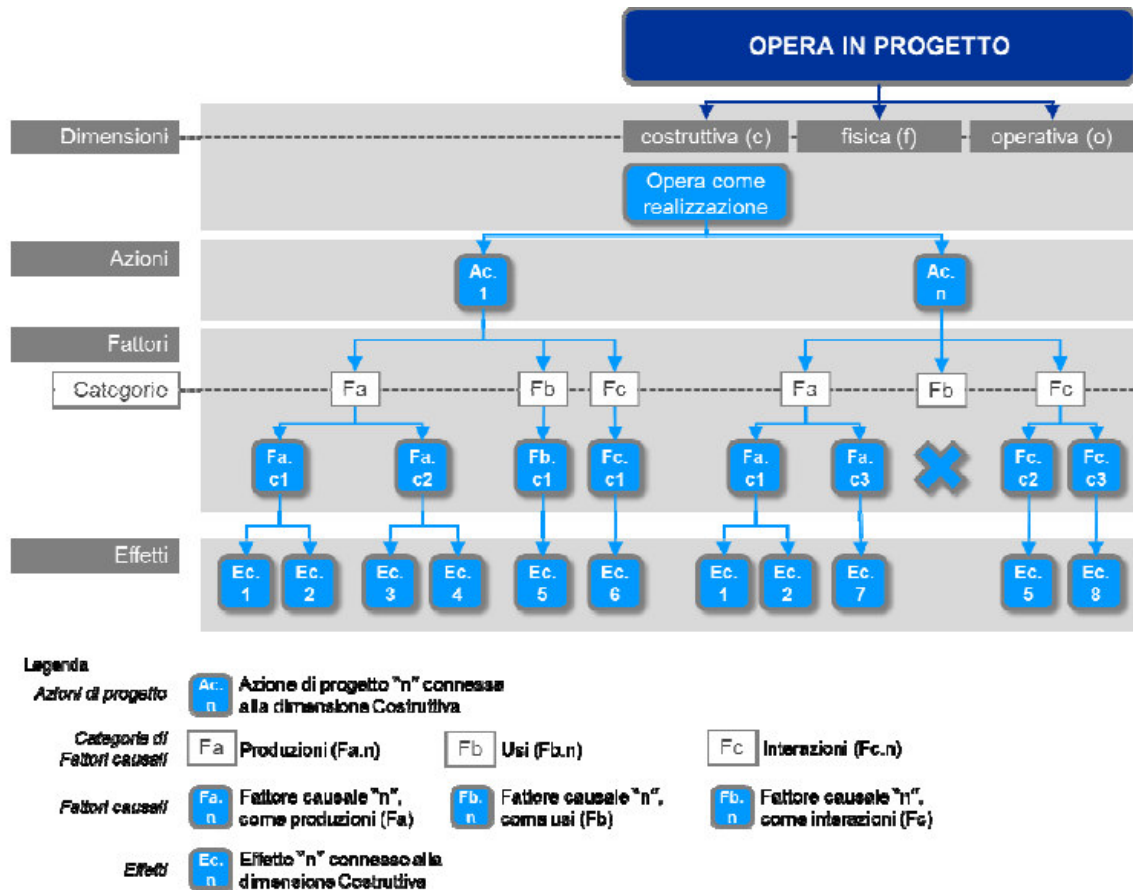 OPERA IN PROGETTO
Dimensioni
costruttiva (c)
fisica (f)
operativa (o)
Opera come
realizzazione
Azioni
Ac.
1
Ac.
n
Fattori
Categorie
Fa
Fb
Fc
Fa
Fb
Fc
Fa.
c1
Fa.
c2
Fb.
c1
Fc.
c1
Fa.
c1
Fa.
c3
Fc.
c2
Fc.
c3
Effetti
Ec.
1
Ec.
2
Ec.
3
Ec.
4
Ec.
5
Ec.
6
Ec.
1
Ec.
2
Ec.
7
Ec.
5
Ec.
8
Legenda
Azioni di progetto
Ac.
n
Azione di progetto "n" connessa
alla dimensione Costruttiva
Categorie di
Fattori causali
Fa
Produzioni (Fa.n)
Fb
Usi (Fb.n)
Fc
Interazioni (Fc.n)
Fattori causali
Fa.
n
Fattore causale "n",
come produzioni (Fa)
Fb.
n
Fattore causale "n",
come usi (Fb)
Fb.
n
Fattore causale "n",
come interazioni (Fc)
Effetti
Ec.
n
Effetto "n" connesso alla
dimensione Costruttiva